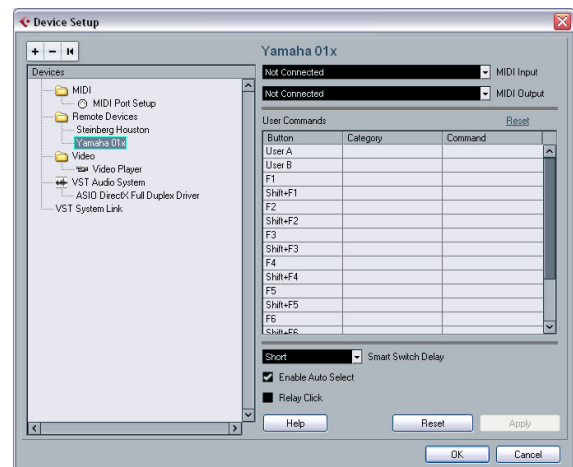 Device Setup
Yamaha 01x
Devices
MIDI
MIDI Port Setup
Remote Devices
Steinberg Houston
Yamaha 01x
Video
Video Player
VST Audio System
ASIO DirectX Full Duplex Driver
VST System Link
Not Connected MIDI Input
Not Connected MIDI Output
User Commands Reset
Button Category Command
User A
User B
F1
Shift+F1
F2
Shift+F2
F3
Shift+F3
F4
Shift+F4
F5
Shift+F5
F6
Shift+F6
Short Smart Switch Delay
Enable Auto Select
Relay Click
Help Reset Apply
OK Cancel